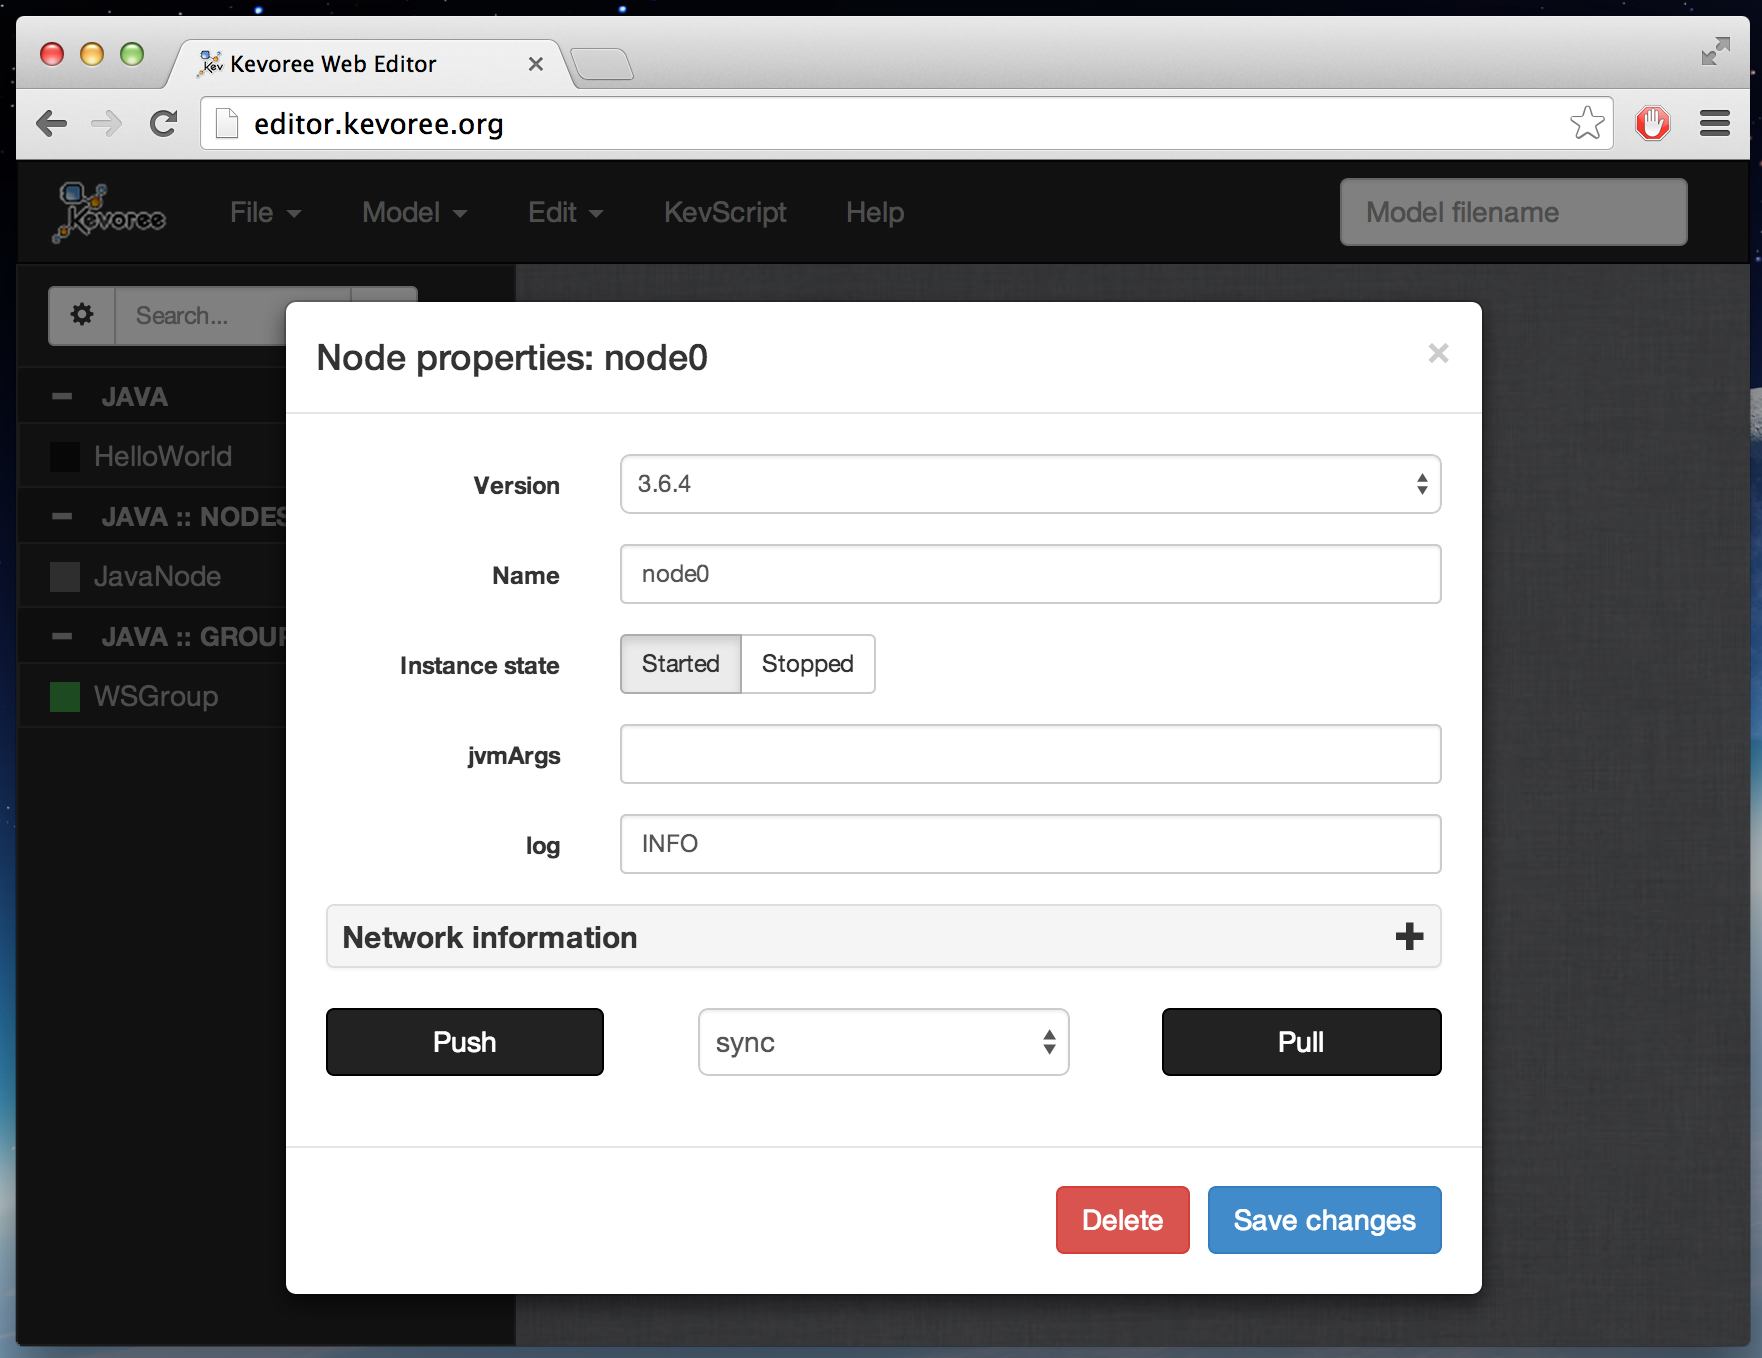 Kevoree Web Editor
editor.kevoree.org
Kevoree File Model Edit KevScript Help Model filename
Search...
Node properties: node0
JAVA
HelloWorld
JAVA :: NODES
JavaNode
JAVA :: GROUP
WSGroup
Version 3.6.4
Name node0
Instance state Started Stopped
jvmArgs
log INFO
Network information
Push sync Pull
Delete Save changes